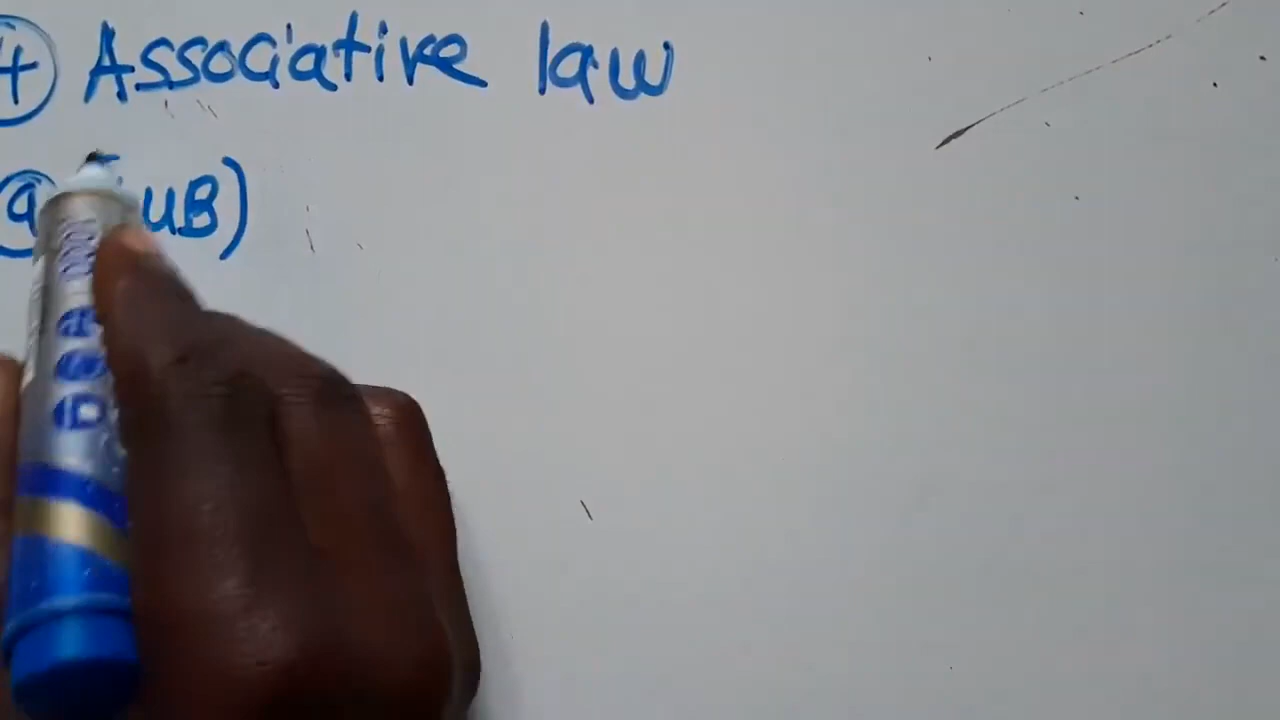 ④ Associative law
ⓐ UB)